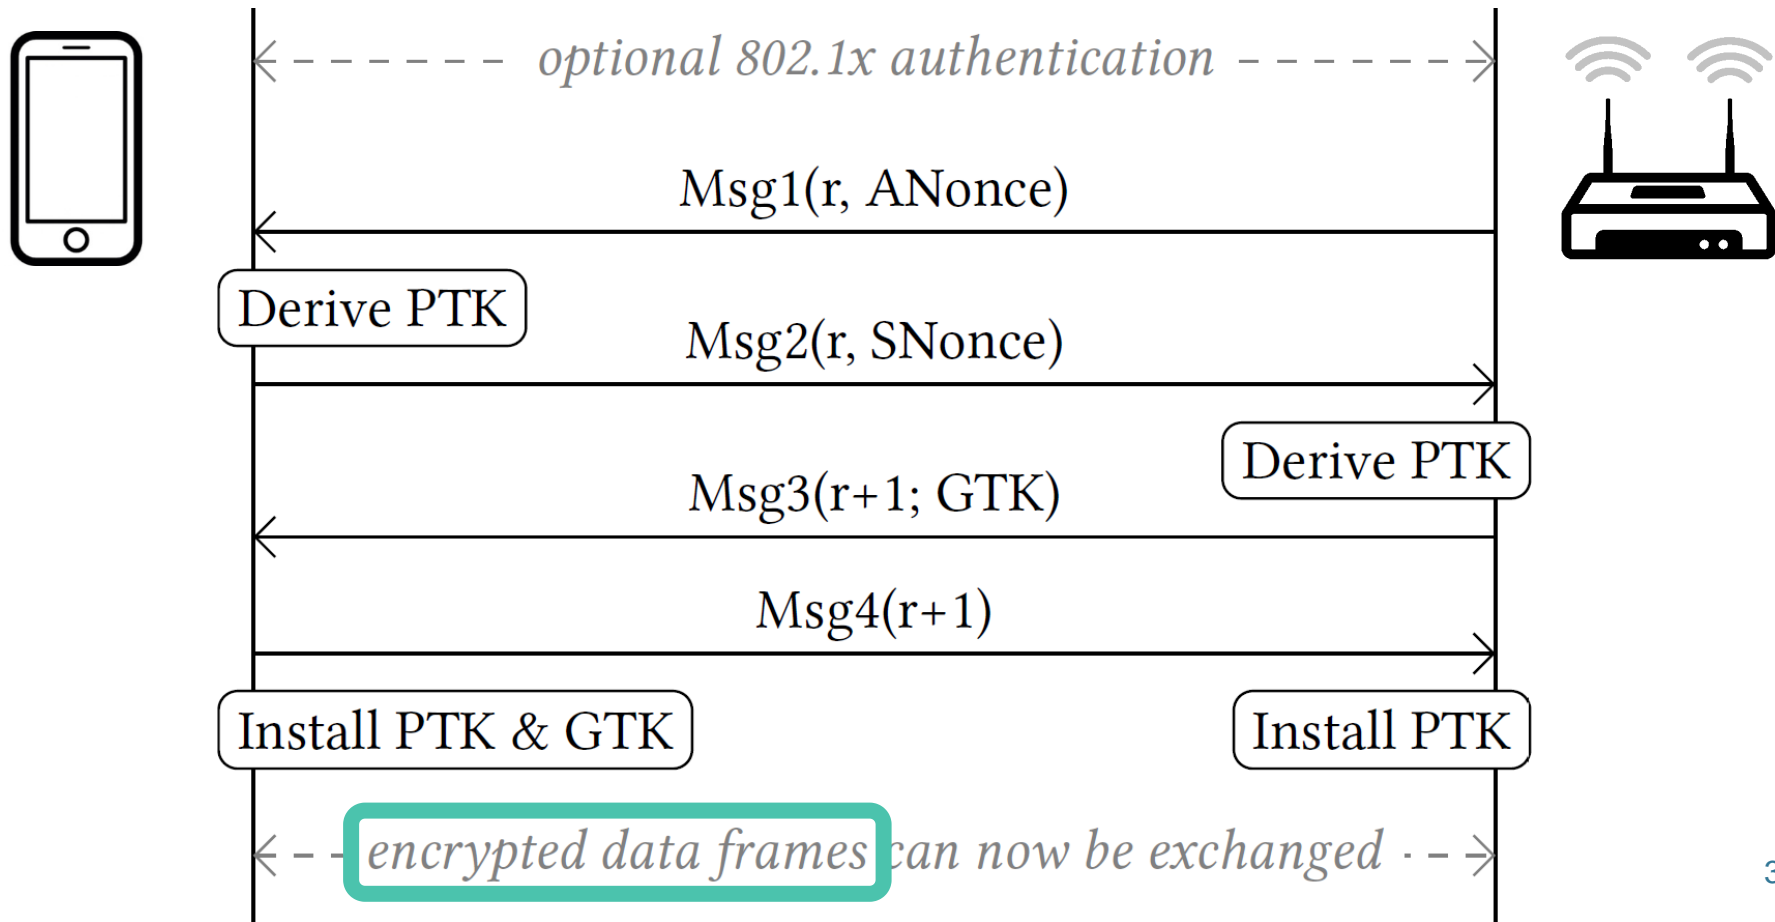 optional 802.1x authentication
Msg1(r, ANonce)
Derive PTK
Msg2(r, SNonce)
Derive PTK
Msg3(r+1; GTK)
Msg4(r+1)
Install PTK & GTK
Install PTK
encrypted data frames can now be exchanged